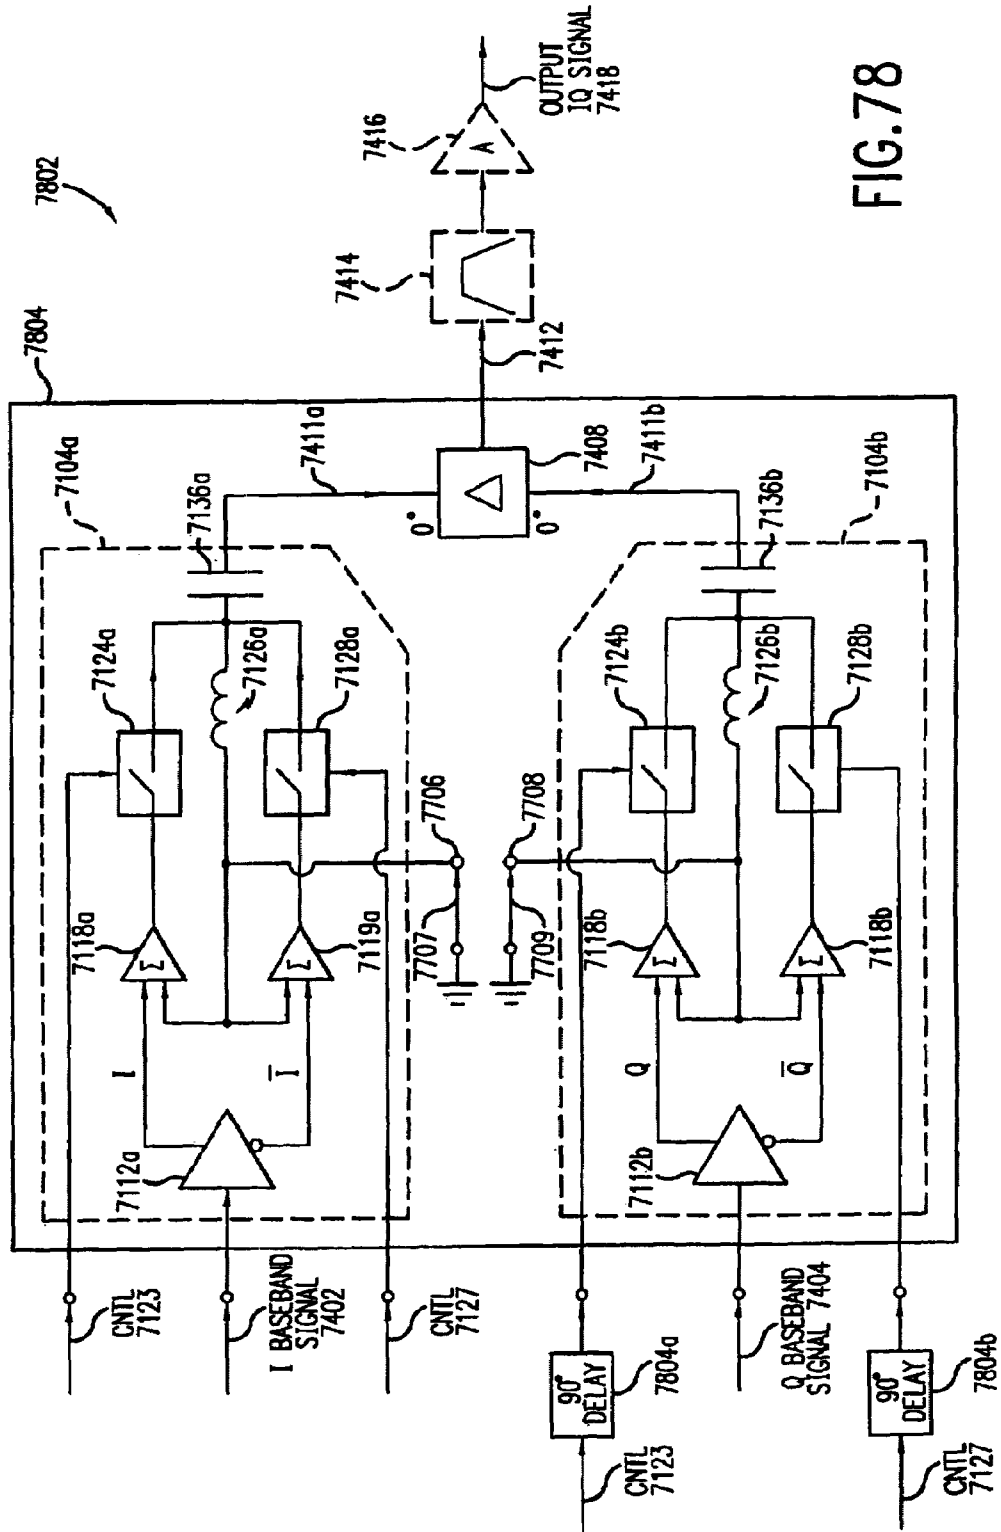 7802
7804
7104a
7124a
7136a
7411a
7118a
7126a
7128a
7119a
7112a
I
I̅
Σ
Σ
0°
0°
7408
7411b
7412
7414
7416
A
OUTPUT
IQ SIGNAL
7418
CNTL
7123
I BASEBAND
SIGNAL
7402
CNTL
7127
7706
7707
7708
7709
7104b
7124b
7136b
7126b
7128b
7118b
7118b
7112b
Q
Q̅
Σ
Σ
90°
DELAY
7804a
CNTL
7123
Q BASEBAND
SIGNAL 7404
90°
DELAY
7804b
CNTL
7127
FIG.78